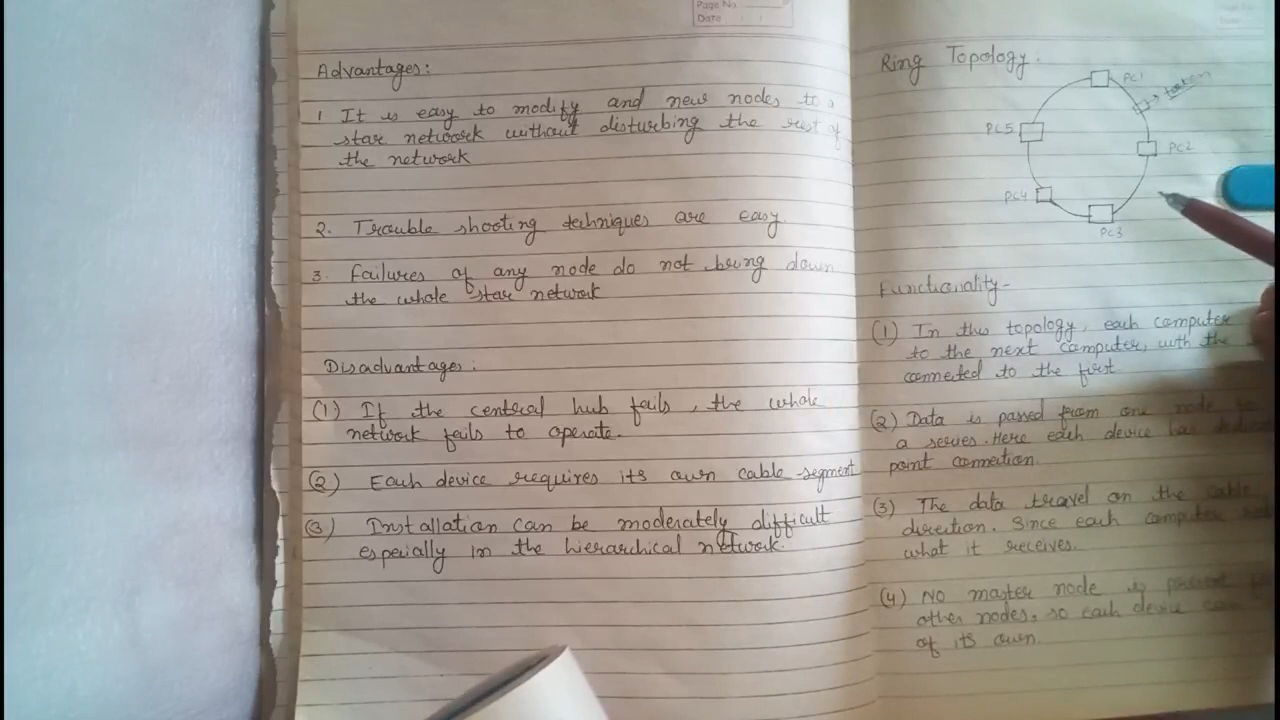 Page No
Date
Advantages:
1 It is easy to modify and new nodes to a
star network without disturbing the rest of
the network
2. Trouble shooting techniques are easy.
3. Failures of any node do not bring down
the whole star network
Disadvantages:
(1) If the central hub fails, the whole
network fails to operate.
(2) Each device requires its own cable segment
(3) Installation can be moderately difficult
especially in the hierarchical network.
Ring Topology:
PC1
token
PC5
PC2
PC4
PC3
Functionality-
(1) In this topology, each computer
to the next computer, with the
connected to the first
(2) Data is passed from one node to
a series. Here each device has
point connection.
(3) The data travel on the cable
direction. Since each computer
what it receives.
(4) No master node is present
other nodes, so each device
of its own.